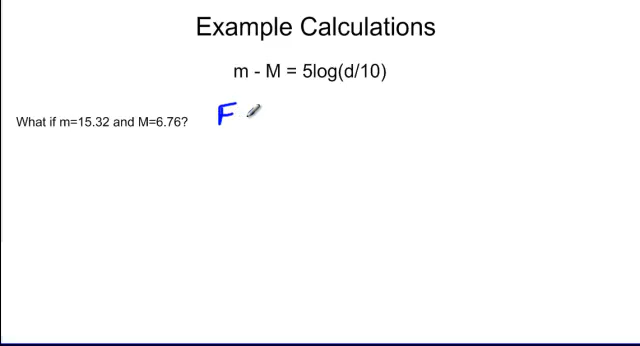 Example Calculations
m - M = 5log(d/10)
What if m=15.32 and M=6.76? F